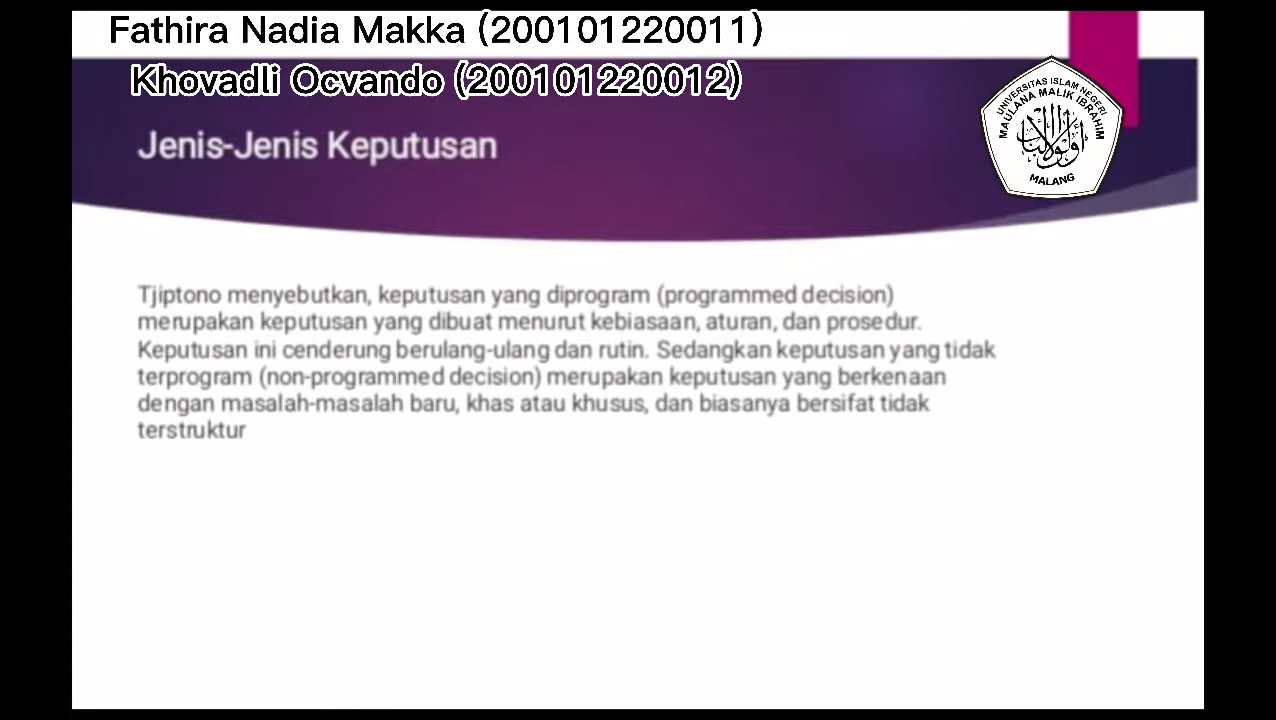 Fathira Nadia Makka (200101220011)
Khovadli Ocvando (200101220012)
UNIVERSITAS ISLAM NEGERI
MAULANA MALIK IBRAHIM
MALANG
Jenis-Jenis Keputusan
Tjiptono menyebutkan, keputusan yang diprogram (programmed decision)
merupakan keputusan yang dibuat menurut kebiasaan, aturan, dan prosedur.
Keputusan ini cenderung berulang-ulang dan rutin. Sedangkan keputusan yang tidak
terprogram (non-programmed decision) merupakan keputusan yang berkenaan
dengan masalah-masalah baru, khas atau khusus, dan biasanya bersifat tidak
terstruktur